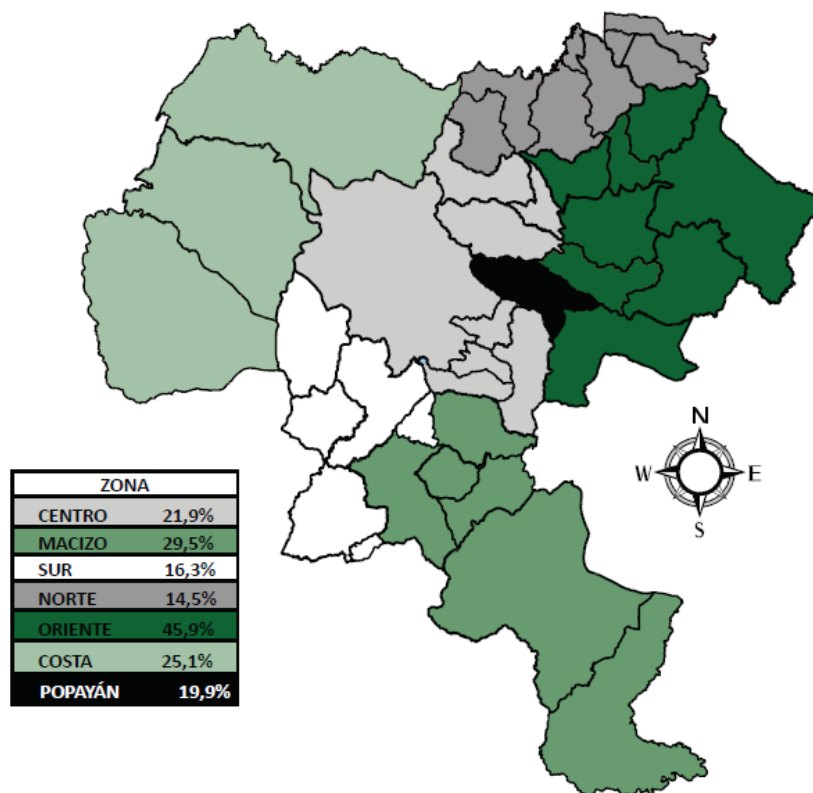 N
W E
S
ZONA
CENTRO 21,9%
MACIZO 29,5%
SUR 16,3%
NORTE 14,5%
ORIENTE 45,9%
COSTA 25,1%
POPAYÁN 19,9%